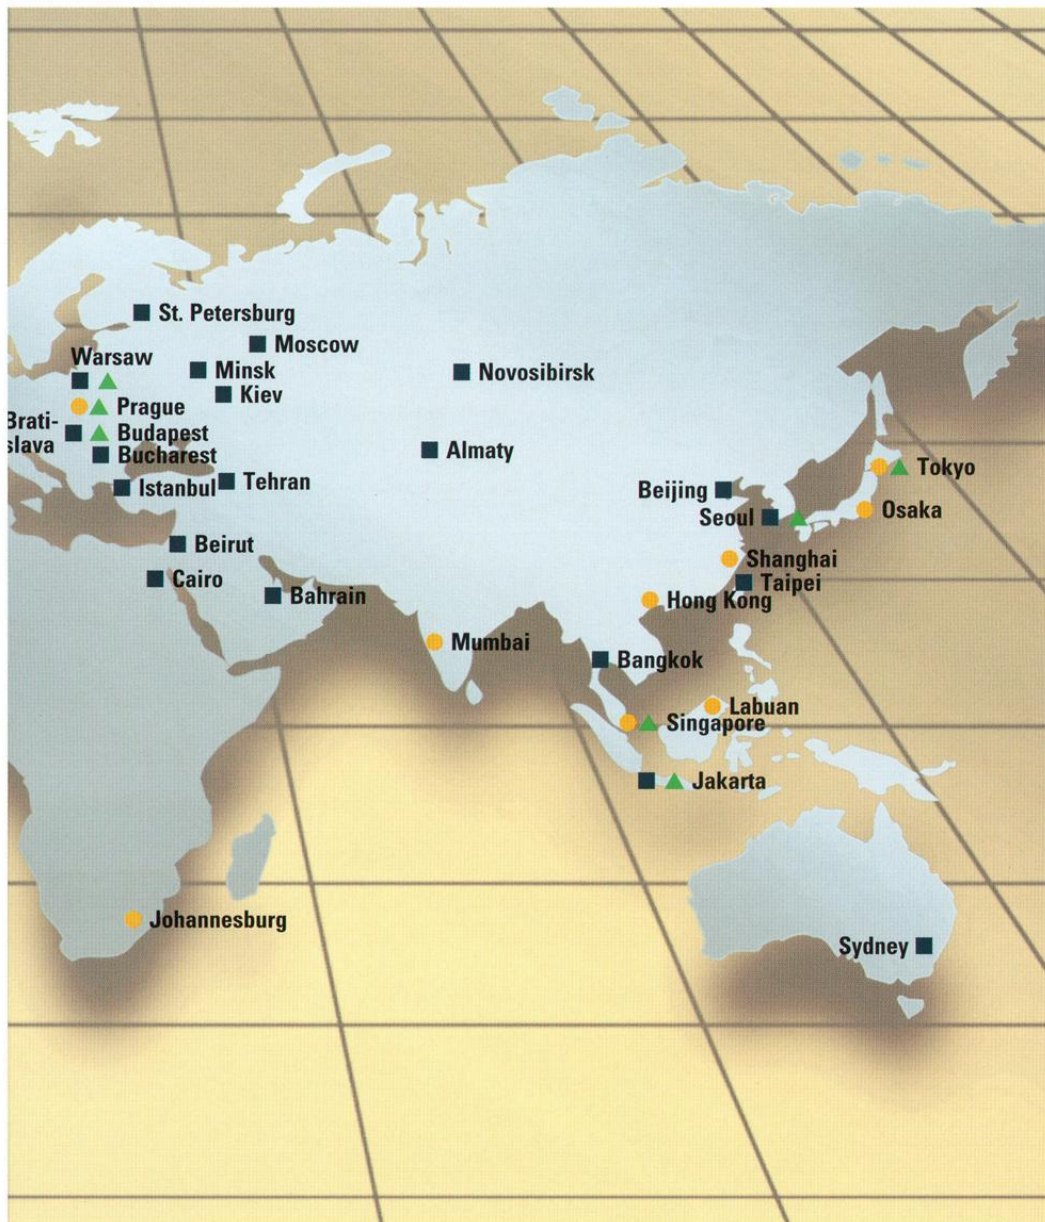 St. Petersburg
Moscow
Warsaw
Minsk
Novosibirsk
Kiev
Prague
Brati-
slava
Budapest
Bucharest
Almaty
Tehran
Istanbul
Tokyo
Beijing
Osaka
Seoul
Beirut
Shanghai
Cairo
Taipei
Bahrain
Hong Kong
Mumbai
Bangkok
Labuan
Singapore
Jakarta
Johannesburg
Sydney